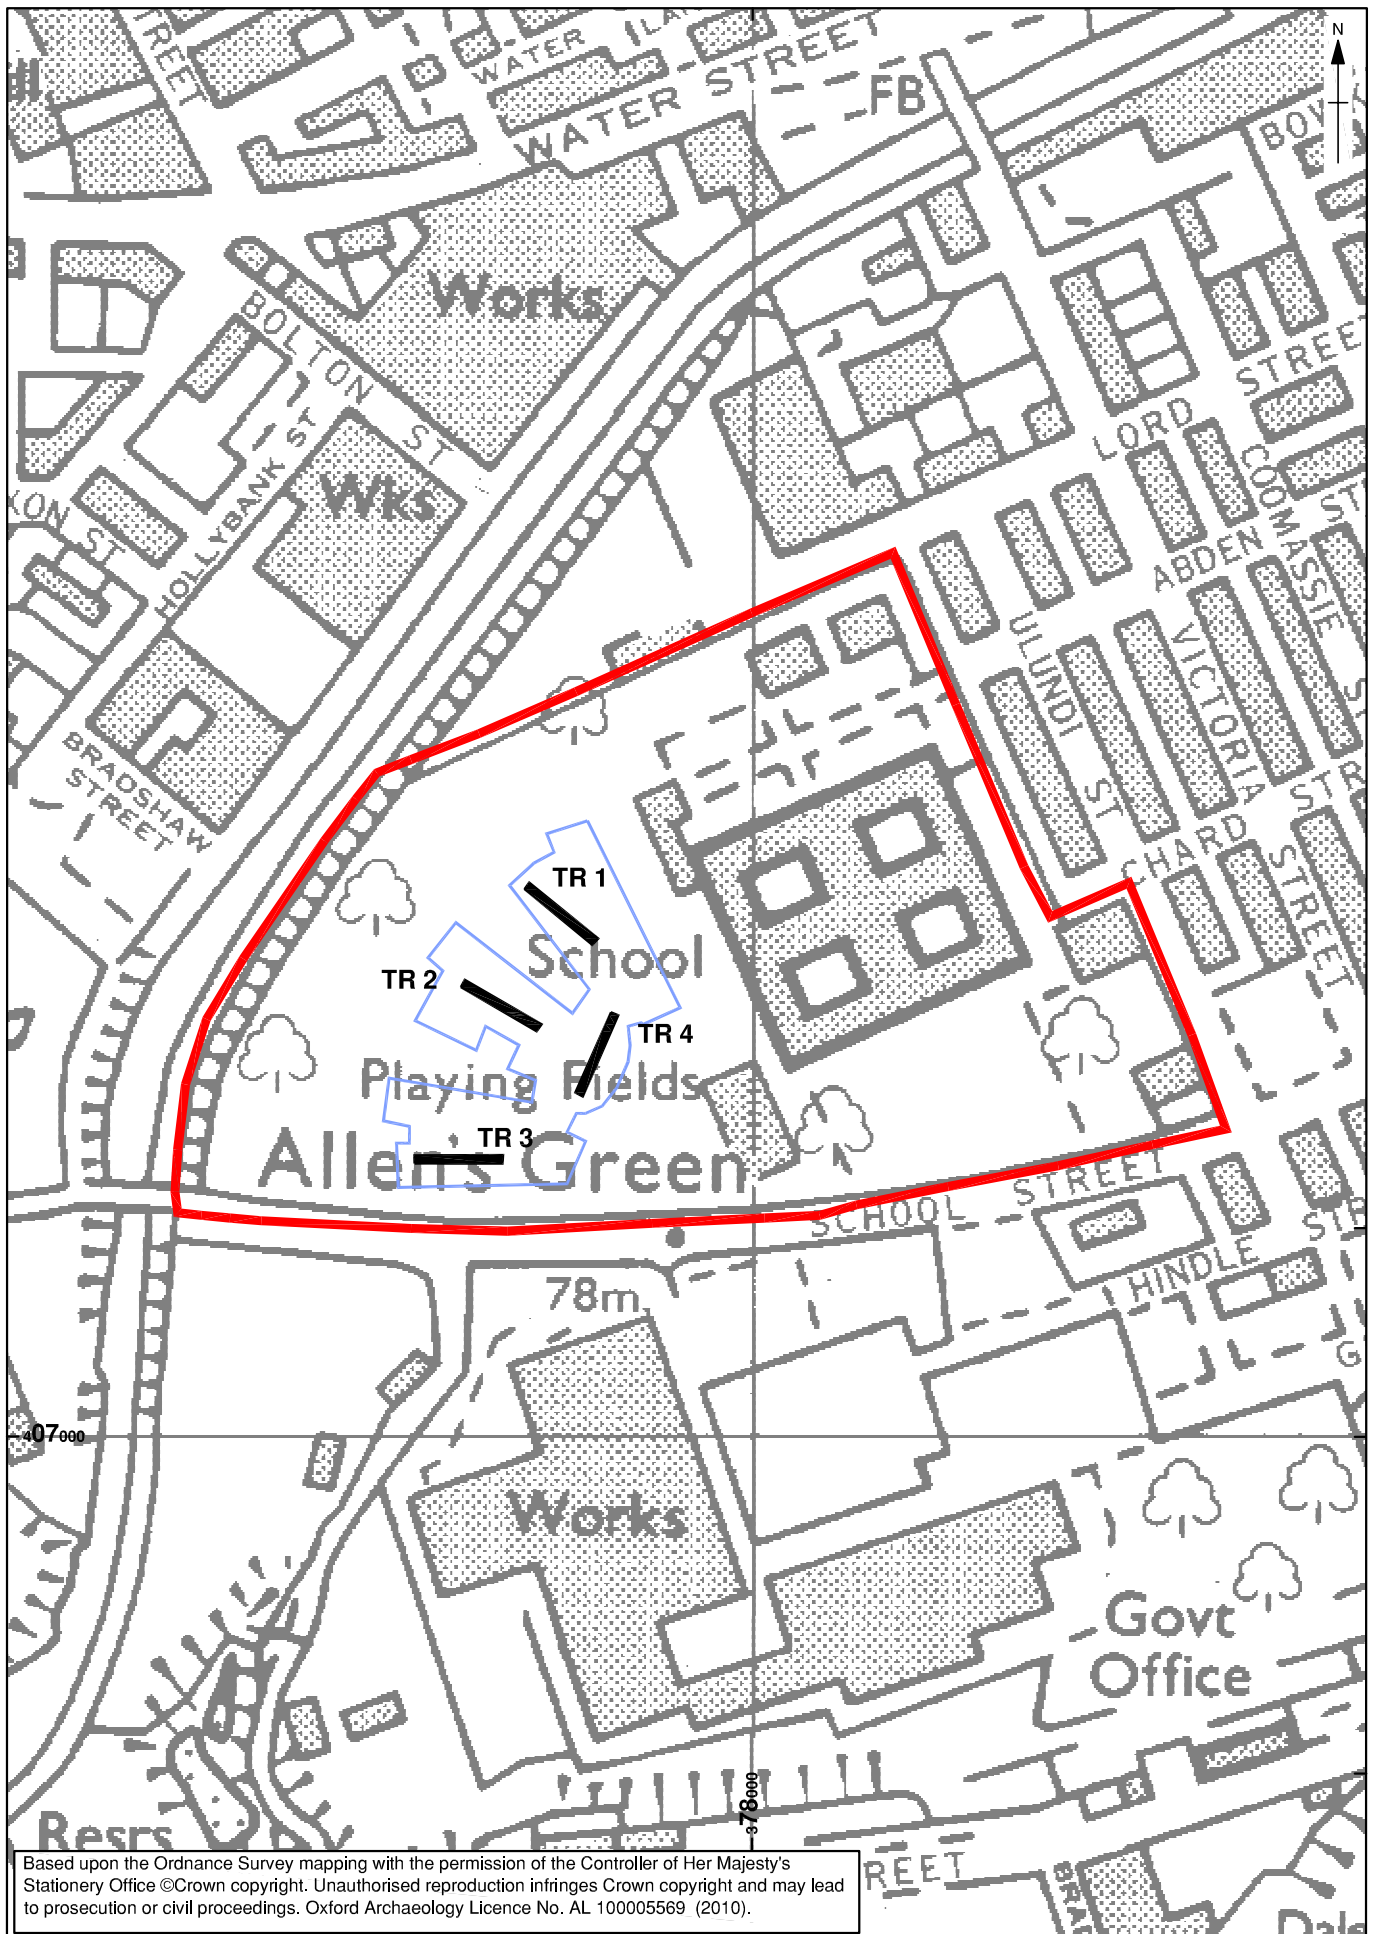 N
REET
WATER
WATER STREET
FB
BOLTON ST
Works
HOLLYBANK ST
Wks
STREET
LORD
COOMASSIE
ABDEN
ULUNDI ST
VICTORIA
BRADSHAW
STREET
CHARD
STREET
TR 1
School
TR 2
TR 4
Playing Fields
TR 3
Allen's Green
SCHOOL STREET
HINDLE
78m
407000
Works
Govt
Office
378000
Resrs
REET
Based upon the Ordnance Survey mapping with the permission of the Controller of Her Majesty's
Stationery Office ©Crown copyright. Unauthorised reproduction infringes Crown copyright and may lead
to prosecution or civil proceedings. Oxford Archaeology Licence No. AL 100005569 (2010).